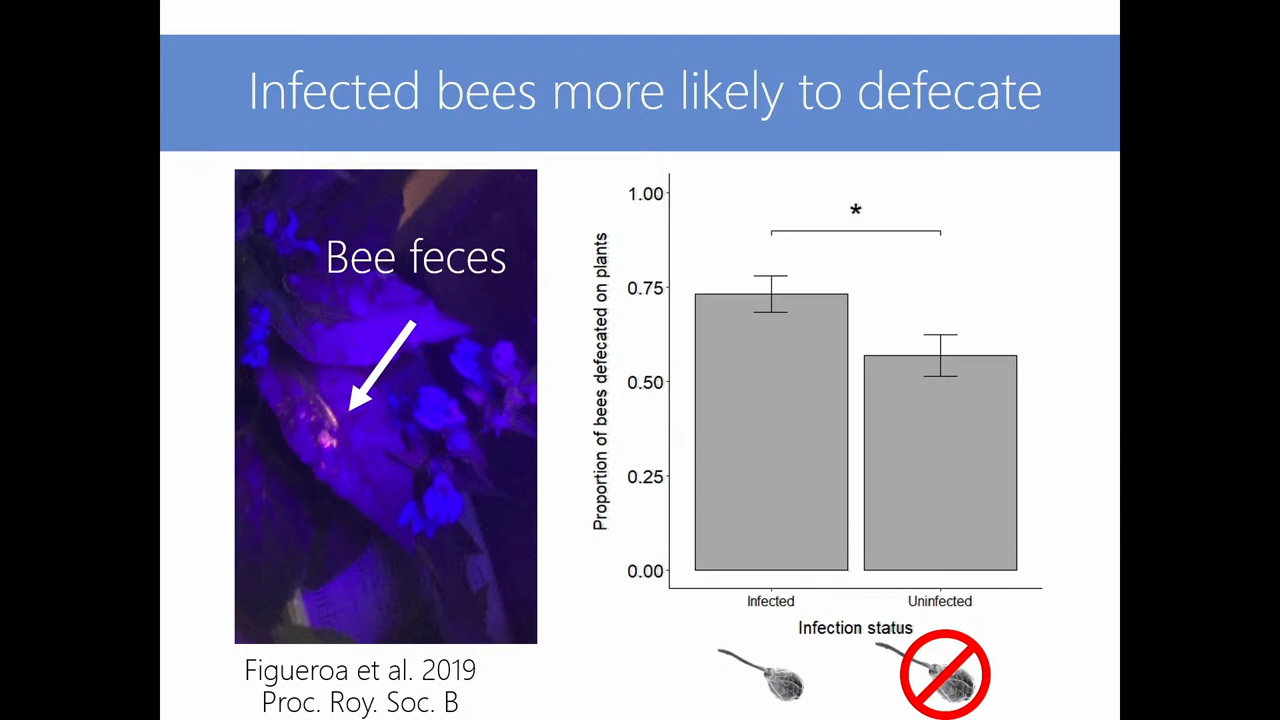 Infected bees more likely to defecate
Bee feces
Figueroa et al. 2019
Proc. Roy. Soc. B
Proportion of bees defecated on plants
1.00
0.75
0.50
0.25
0.00
*
Infected
Uninfected
Infection status